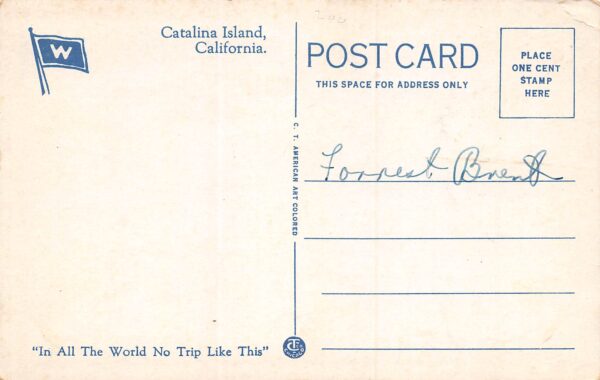 W
Catalina Island,
California.
POST CARD
THIS SPACE FOR ADDRESS ONLY
PLACE
ONE CENT
STAMP
HERE
Forrest Brent
C. T. AMERICAN ART COLORED
"In All The World No Trip Like This"